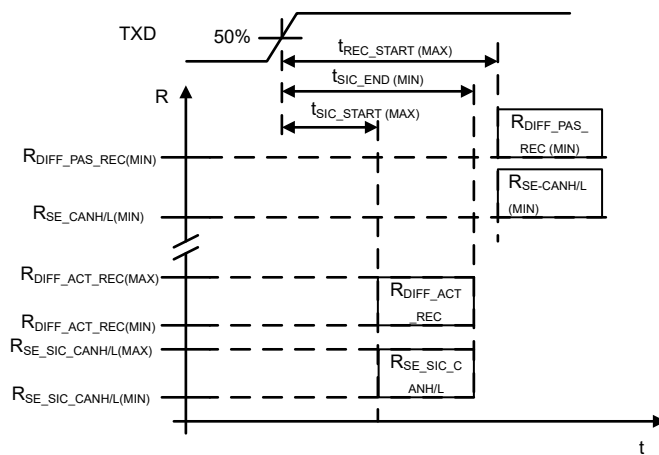 TXD
50%
tREC_START (MAX)
tSIC_END (MIN)
tSIC_START (MAX)
R
RDIFF_PAS_
REC (MIN)
RDIFF_PAS_REC(MIN)
RSE-CANH/L
(MIN)
RSE_CANH/L(MIN)
RDIFF_ACT_REC(MAX)
RDIFF_ACT
_REC
RDIFF_ACT_REC(MIN)
RSE_SIC_CANH/L(MAX)
RSE_SIC_C
ANH/L
RSE_SIC_CANH/L(MIN)
t